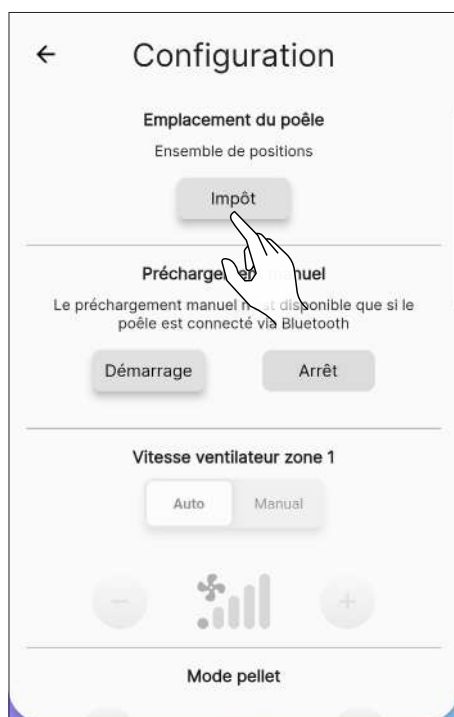 Configuration
Emplacement du poêle
Ensemble de positions
Impôt
Préchargement manuel
Le préchargement manuel n'est disponible que si le
poêle est connecté via Bluetooth
Démarrage
Arrêt
Vitesse ventilateur zone 1
Auto
Manual
Mode pellet